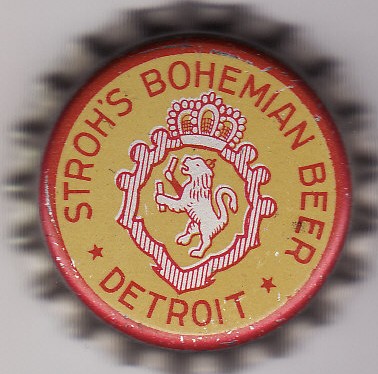 STROH'S BOHEMIAN BEER
★ DETROIT ★